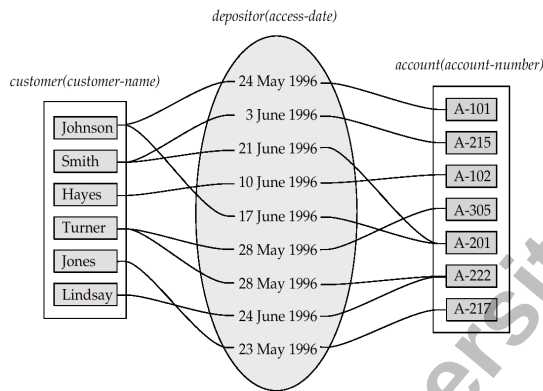 depositor(access-date)
customer(customer-name)
account(account-number)
Johnson
Smith
Hayes
Turner
Jones
Lindsay
24 May 1996
3 June 1996
21 June 1996
10 June 1996
17 June 1996
28 May 1996
28 May 1996
24 June 1996
23 May 1996
A-101
A-215
A-102
A-305
A-201
A-222
A-217